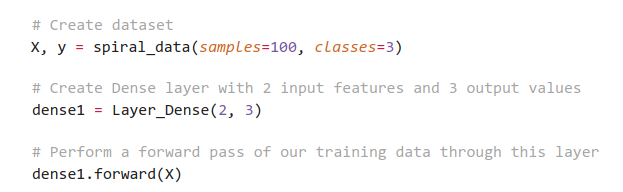 # Create dataset
X, y = spiral_data(samples=100, classes=3)
# Create Dense layer with 2 input features and 3 output values
dense1 = Layer_Dense(2, 3)
# Perform a forward pass of our training data through this layer
dense1.forward(X)